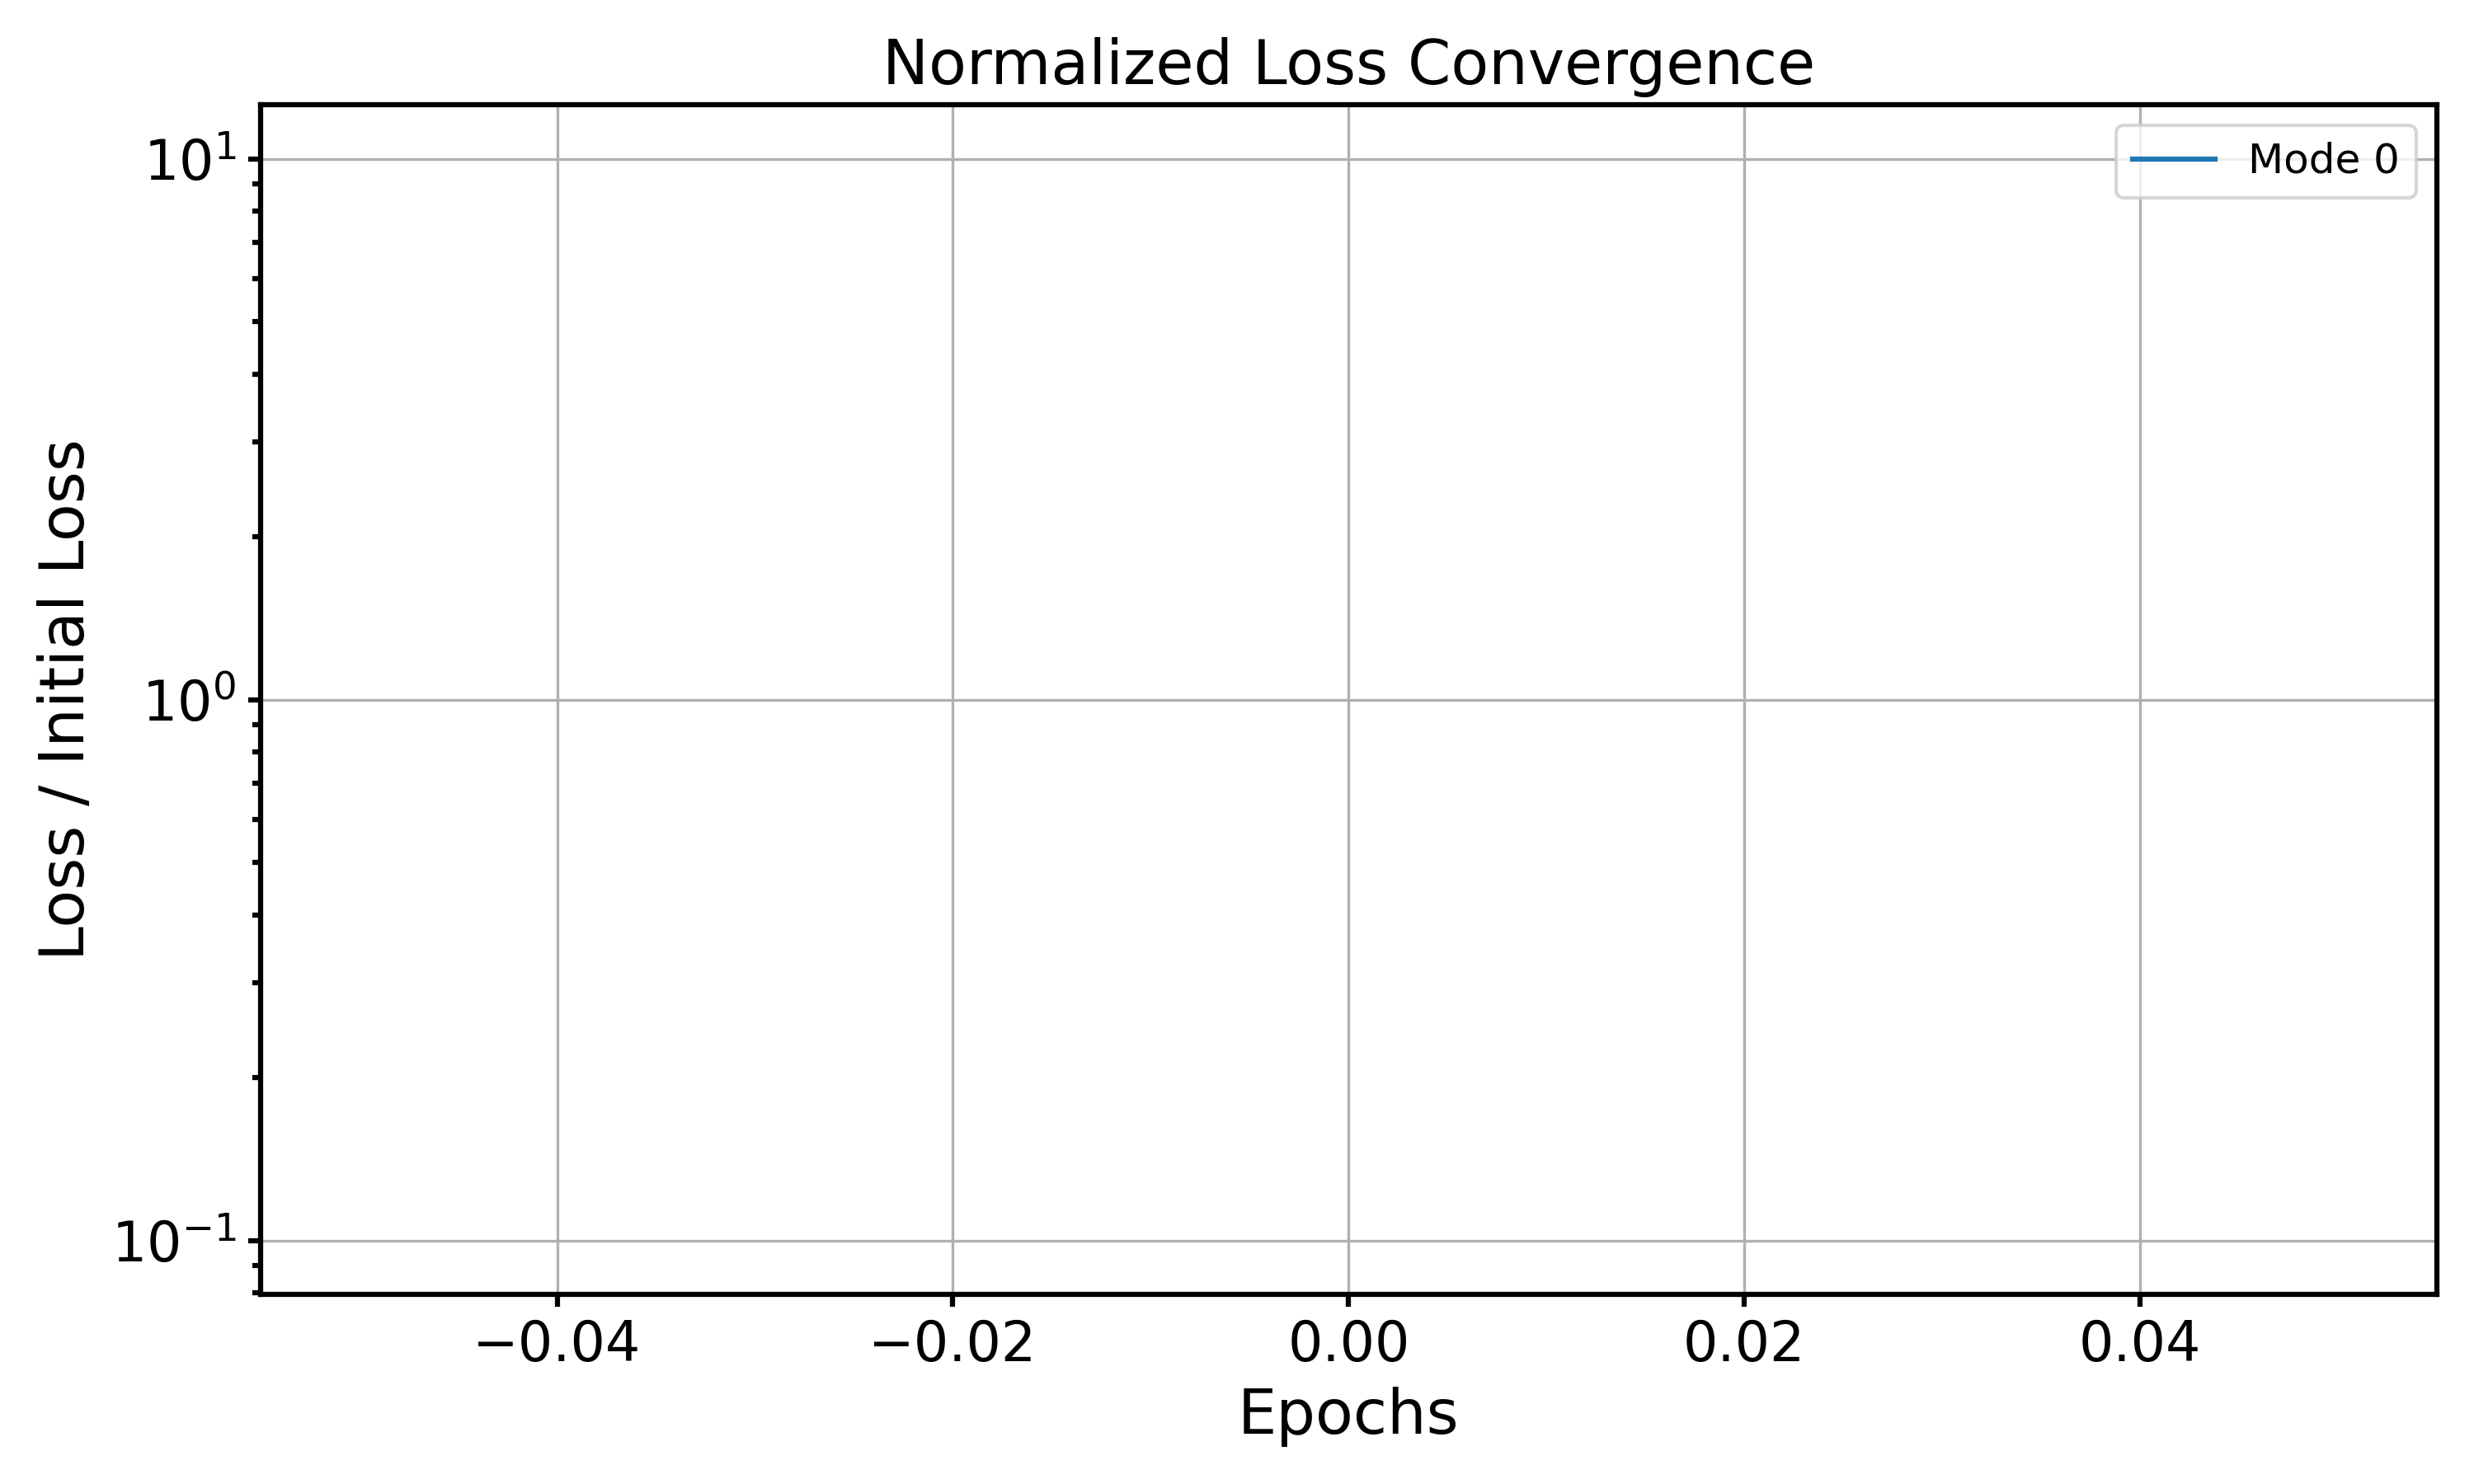 Normalized Loss Convergence
10¹
Mode 0
10⁰
10⁻¹
Loss / Initial Loss
−0.04 −0.02 0.00 0.02 0.04
Epochs